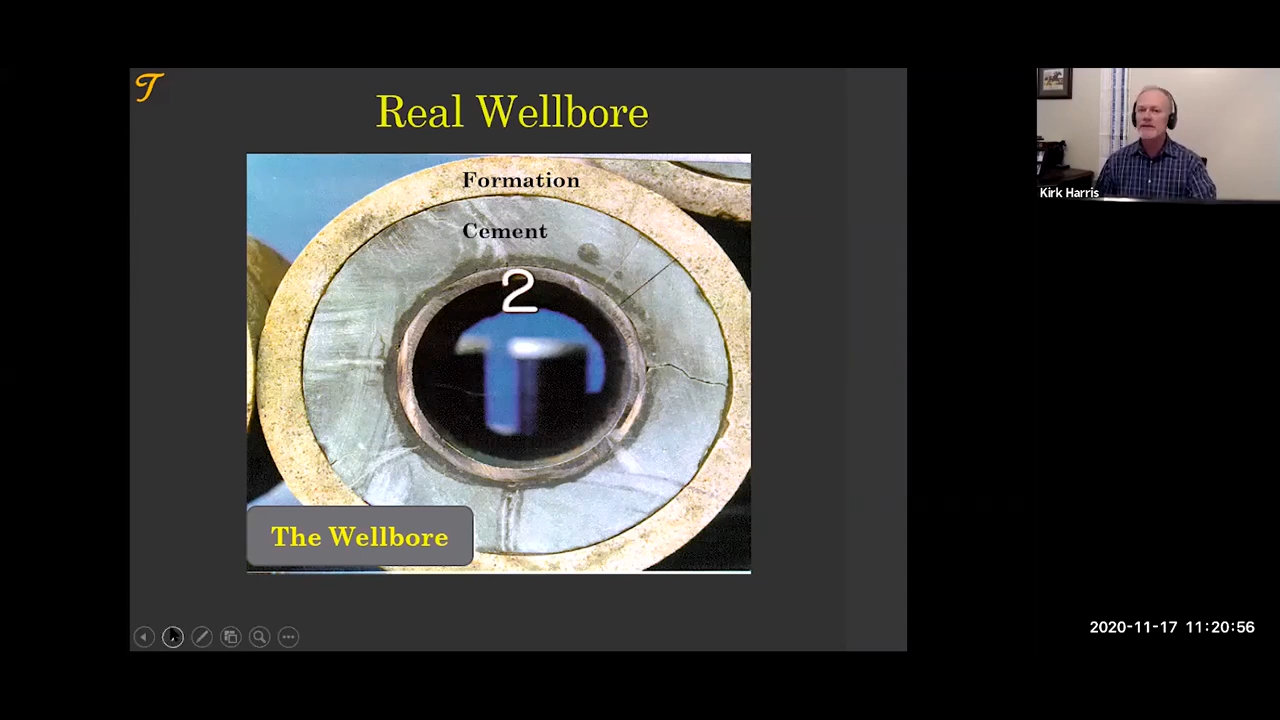 T
Real Wellbore
Formation
Cement
2
The Wellbore
Kirk Harris
2020-11-17 11:20:56